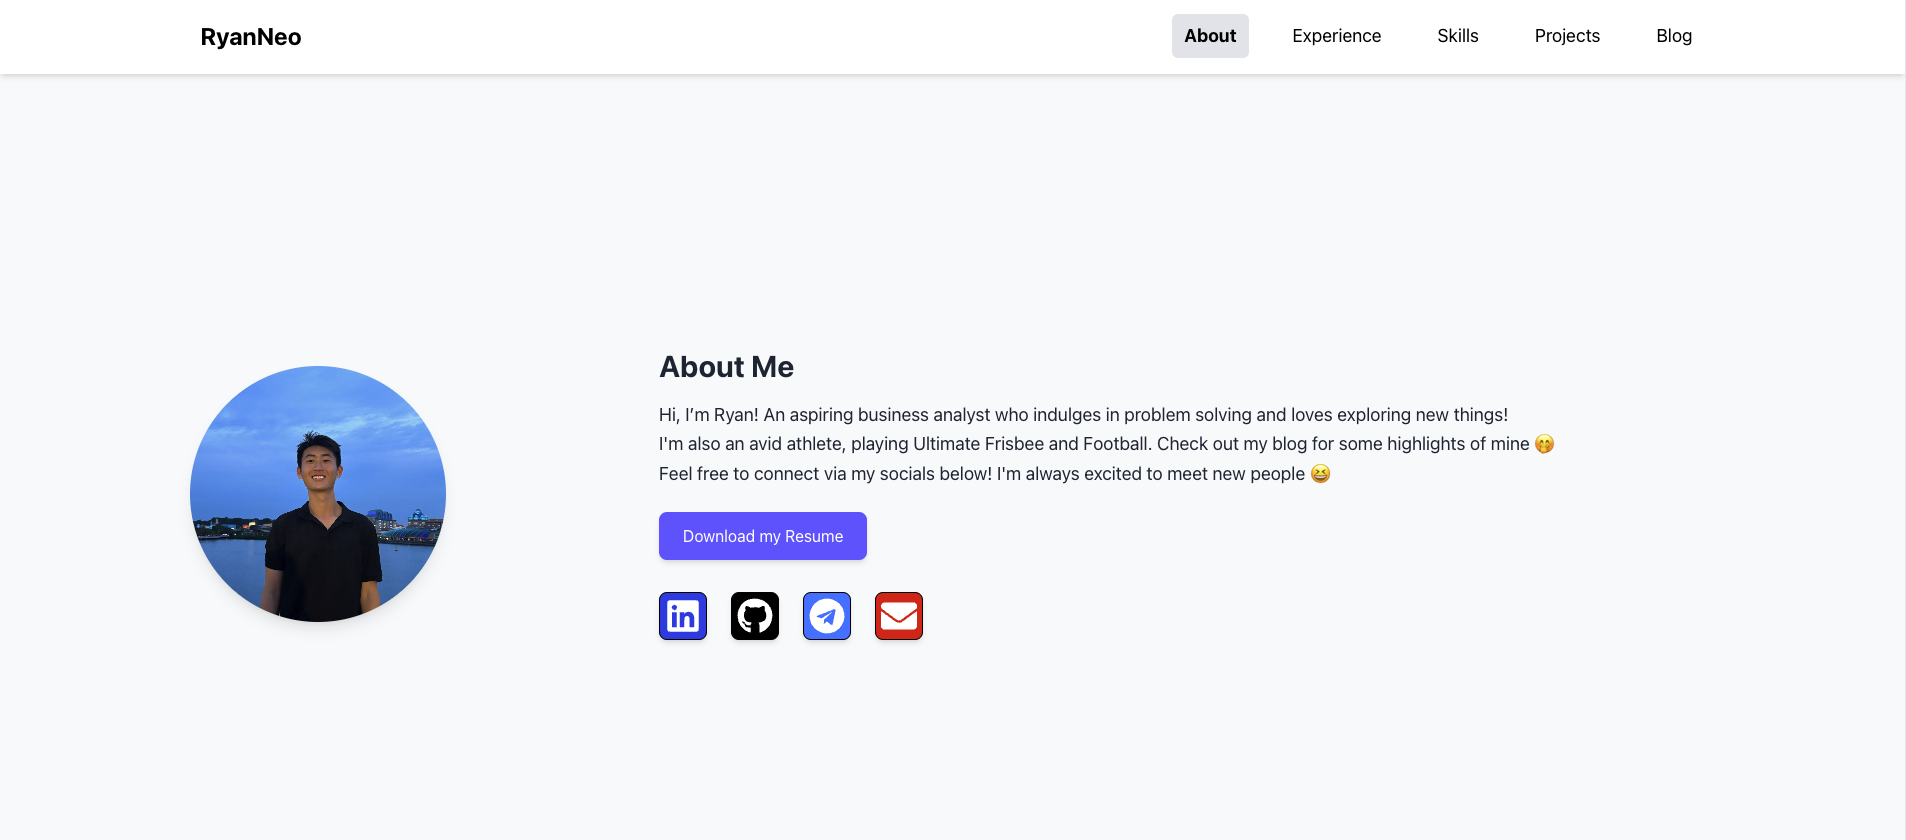 RyanNeo
About
Experience
Skills
Projects
Blog
About Me
Hi, I’m Ryan! An aspiring business analyst who indulges in problem solving and loves exploring new things!
I'm also an avid athlete, playing Ultimate Frisbee and Football. Check out my blog for some highlights of mine 🤭
Feel free to connect via my socials below! I'm always excited to meet new people 😆
Download my Resume
in